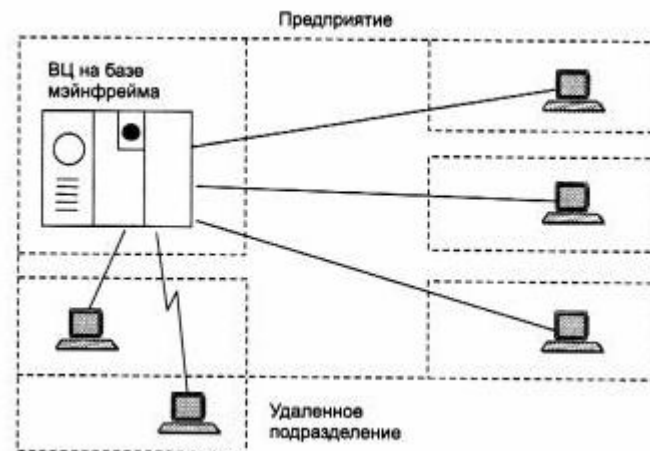 Предприятие
ВЦ на базе
мэйнфрейма
Удаленное
подразделение